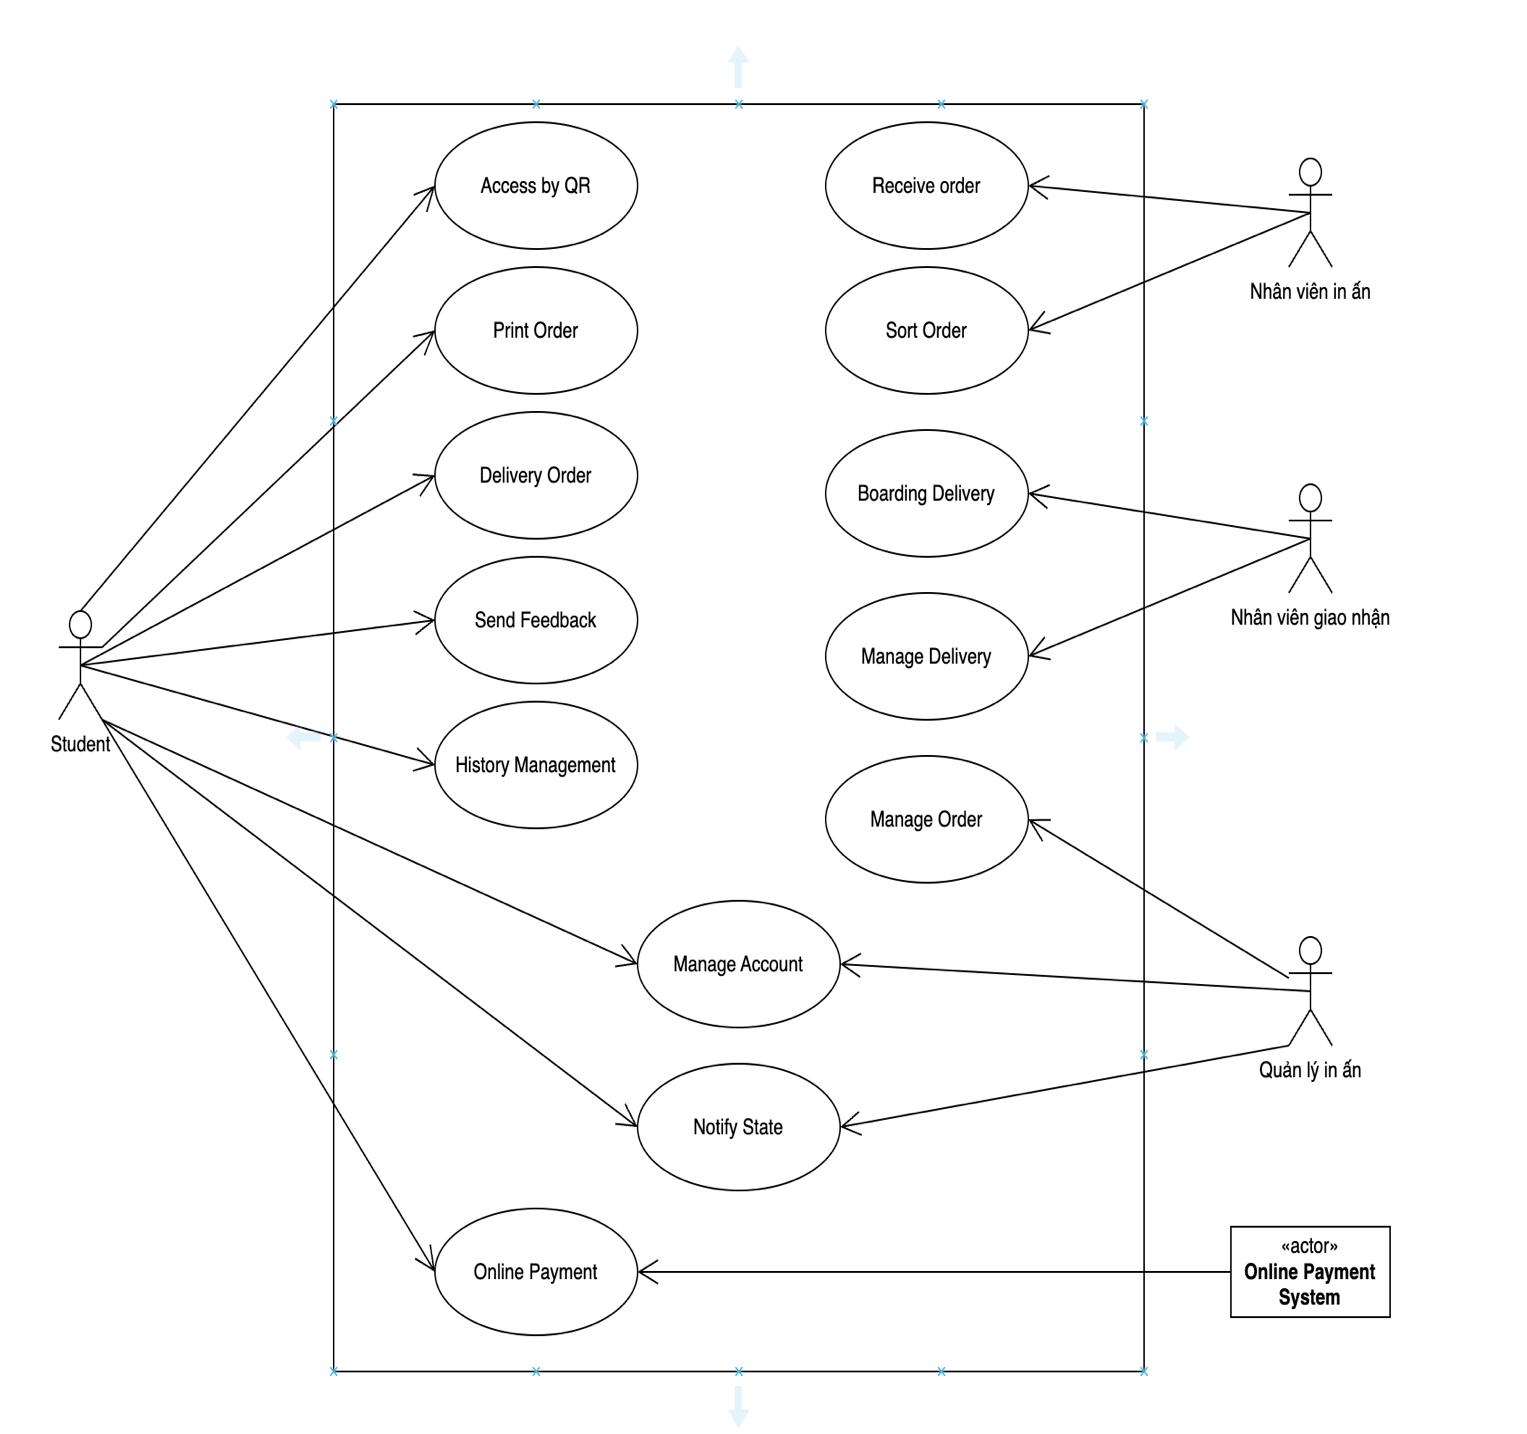 Access by QR
Receive order
Nhân viên in ấn
Print Order
Sort Order
Delivery Order
Boarding Delivery
Nhân viên giao nhận
Send Feedback
Manage Delivery
Student
History Management
Manage Order
Manage Account
Quản lý in ấn
Notify State
Online Payment
«actor»
Online Payment
System